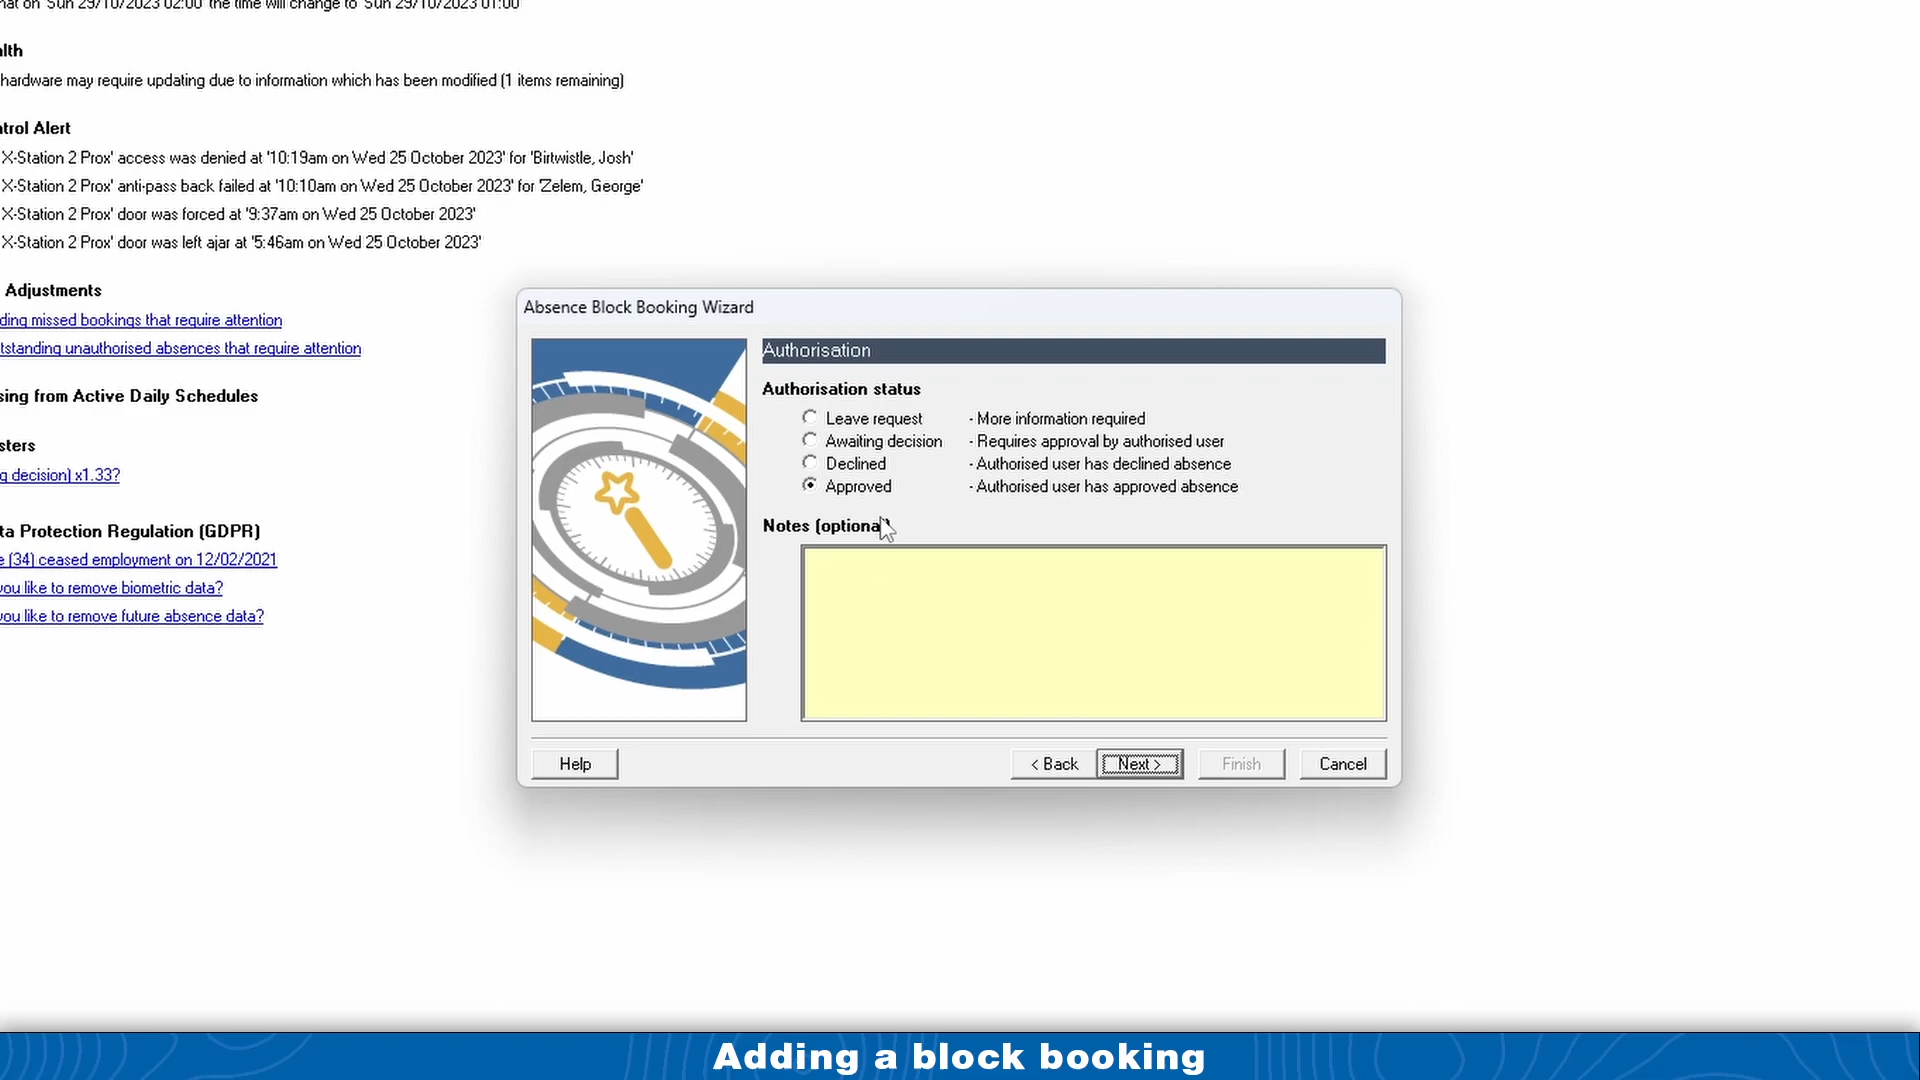 hat on 'Sun 29/10/2023 02:00' the time will change to 'Sun 29/10/2023 01:00'
alth
hardware may require updating due to information which has been modified (1 items remaining)
ntrol Alert
X-Station 2 Prox' access was denied at '10:19am on Wed 25 October 2023' for 'Birtwistle, Josh'
X-Station 2 Prox' anti-pass back failed at '10:10am on Wed 25 October 2023' for 'Zelem, George'
X-Station 2 Prox' door was forced at '9:37am on Wed 25 October 2023'
X-Station 2 Prox' door was left ajar at '5:46am on Wed 25 October 2023'
Adjustments
ding missed bookings that require attention
tstanding unauthorised absences that require attention
sing from Active Daily Schedules
sters
g decision) x1.33?
ta Protection Regulation (GDPR)
e (34) ceased employment on 12/02/2021
you like to remove biometric data?
you like to remove future absence data?
Absence Block Booking Wizard
Authorisation
Authorisation status
Leave request - More information required
Awaiting decision - Requires approval by authorised user
Declined - Authorised user has declined absence
Approved - Authorised user has approved absence
Notes (optional)
Help
< Back
Next >
Finish
Cancel
Adding a block booking